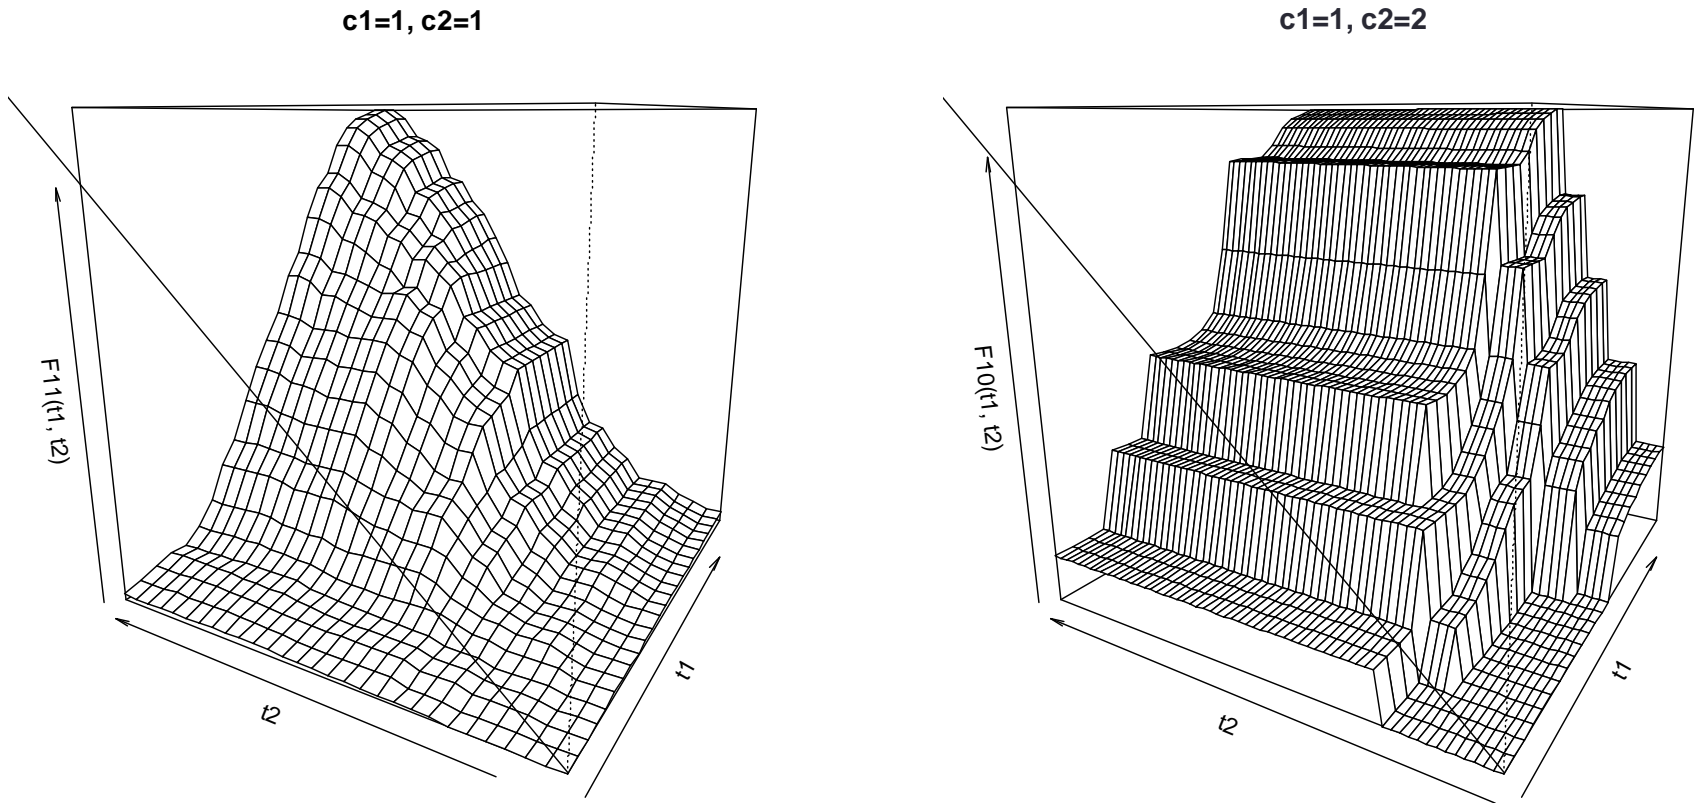 c1=1, c2=1
F11(t1, t2)
t2
t1
c1=1, c2=2
F10(t1, t2)
t2
t1